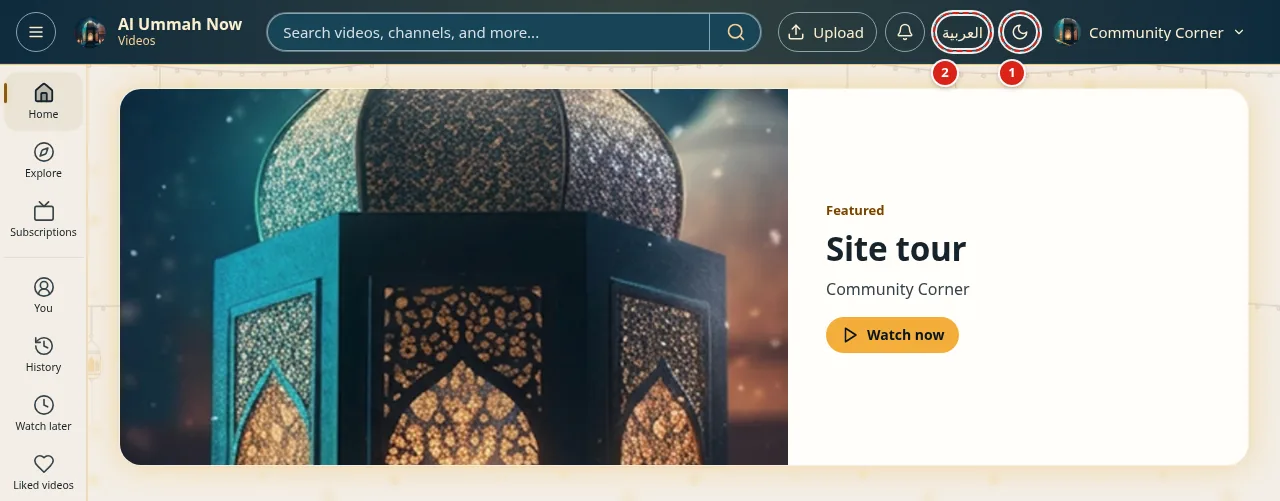 Al Ummah Now
Videos
Search videos, channels, and more...
Upload
العربية
Community Corner
2
1
Home
Explore
Subscriptions
You
History
Watch later
Liked videos
Featured
Site tour
Community Corner
Watch now